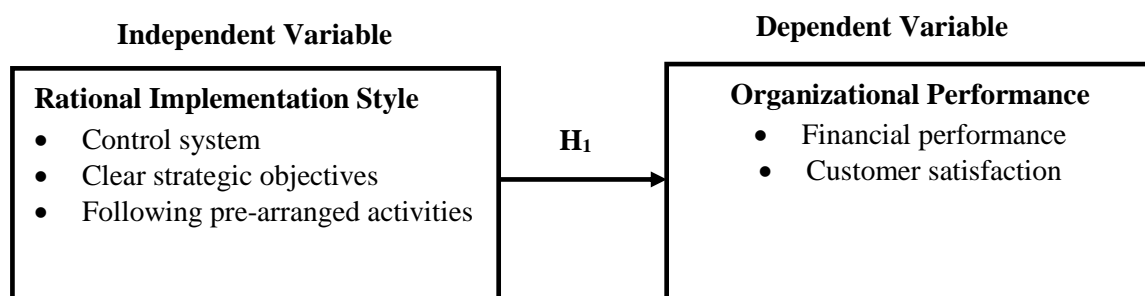 Independent Variable
Dependent Variable
Rational Implementation Style
• Control system
• Clear strategic objectives
• Following pre-arranged activities
H1
Organizational Performance
• Financial performance
• Customer satisfaction